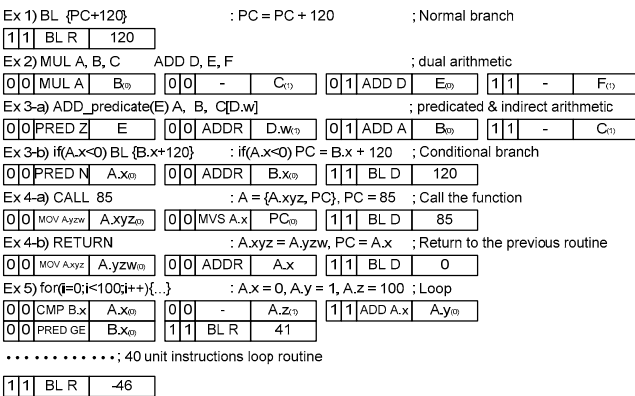 Ex 1) BL {PC+120} : PC = PC + 120 ; Normal branch
1 1 BL R 120
Ex 2) MUL A, B, C ADD D, E, F ; dual arithmetic
0 0 MUL A B(0) 0 0 - C(1) 0 1 ADD D E(0) 1 1 - F(1)
Ex 3-a) ADD_predicate(E) A, B, C[D.w] ; predicated & indirect arithmetic
0 0 PRED Z E 0 0 ADDR D.w(1) 0 1 ADD A B(0) 1 1 - C(1)
Ex 3-b) if(A.x<0) BL {B.x+120} : if(A.x<0) PC = B.x + 120 ; Conditional branch
0 0 PRED N A.x(0) 0 0 ADDR B.x(0) 1 1 BL D 120
Ex 4-a) CALL 85 : A = {A.xyz, PC}, PC = 85 ; Call the function
0 0 MOV A.yzw A.xyz(0) 0 0 MVS A.x PC(0) 1 1 BL D 85
Ex 4-b) RETURN : A.xyz = A.yzw, PC = A.x ; Return to the previous routine
0 0 MOV A.xyz A.yzw(0) 0 0 ADDR A.x 1 1 BL D 0
Ex 5) for(i=0;i<100;i++){...} : A.x = 0, A.y = 1, A.z = 100 ; Loop
0 0 CMP B.x A.x(0) 0 0 - A.z(1) 1 1 ADD A.x A.y(0)
0 0 PRED GE B.x(0) 1 1 BL R 41
• • • • • • • • • • • • ; 40 unit instructions loop routine
1 1 BL R -46